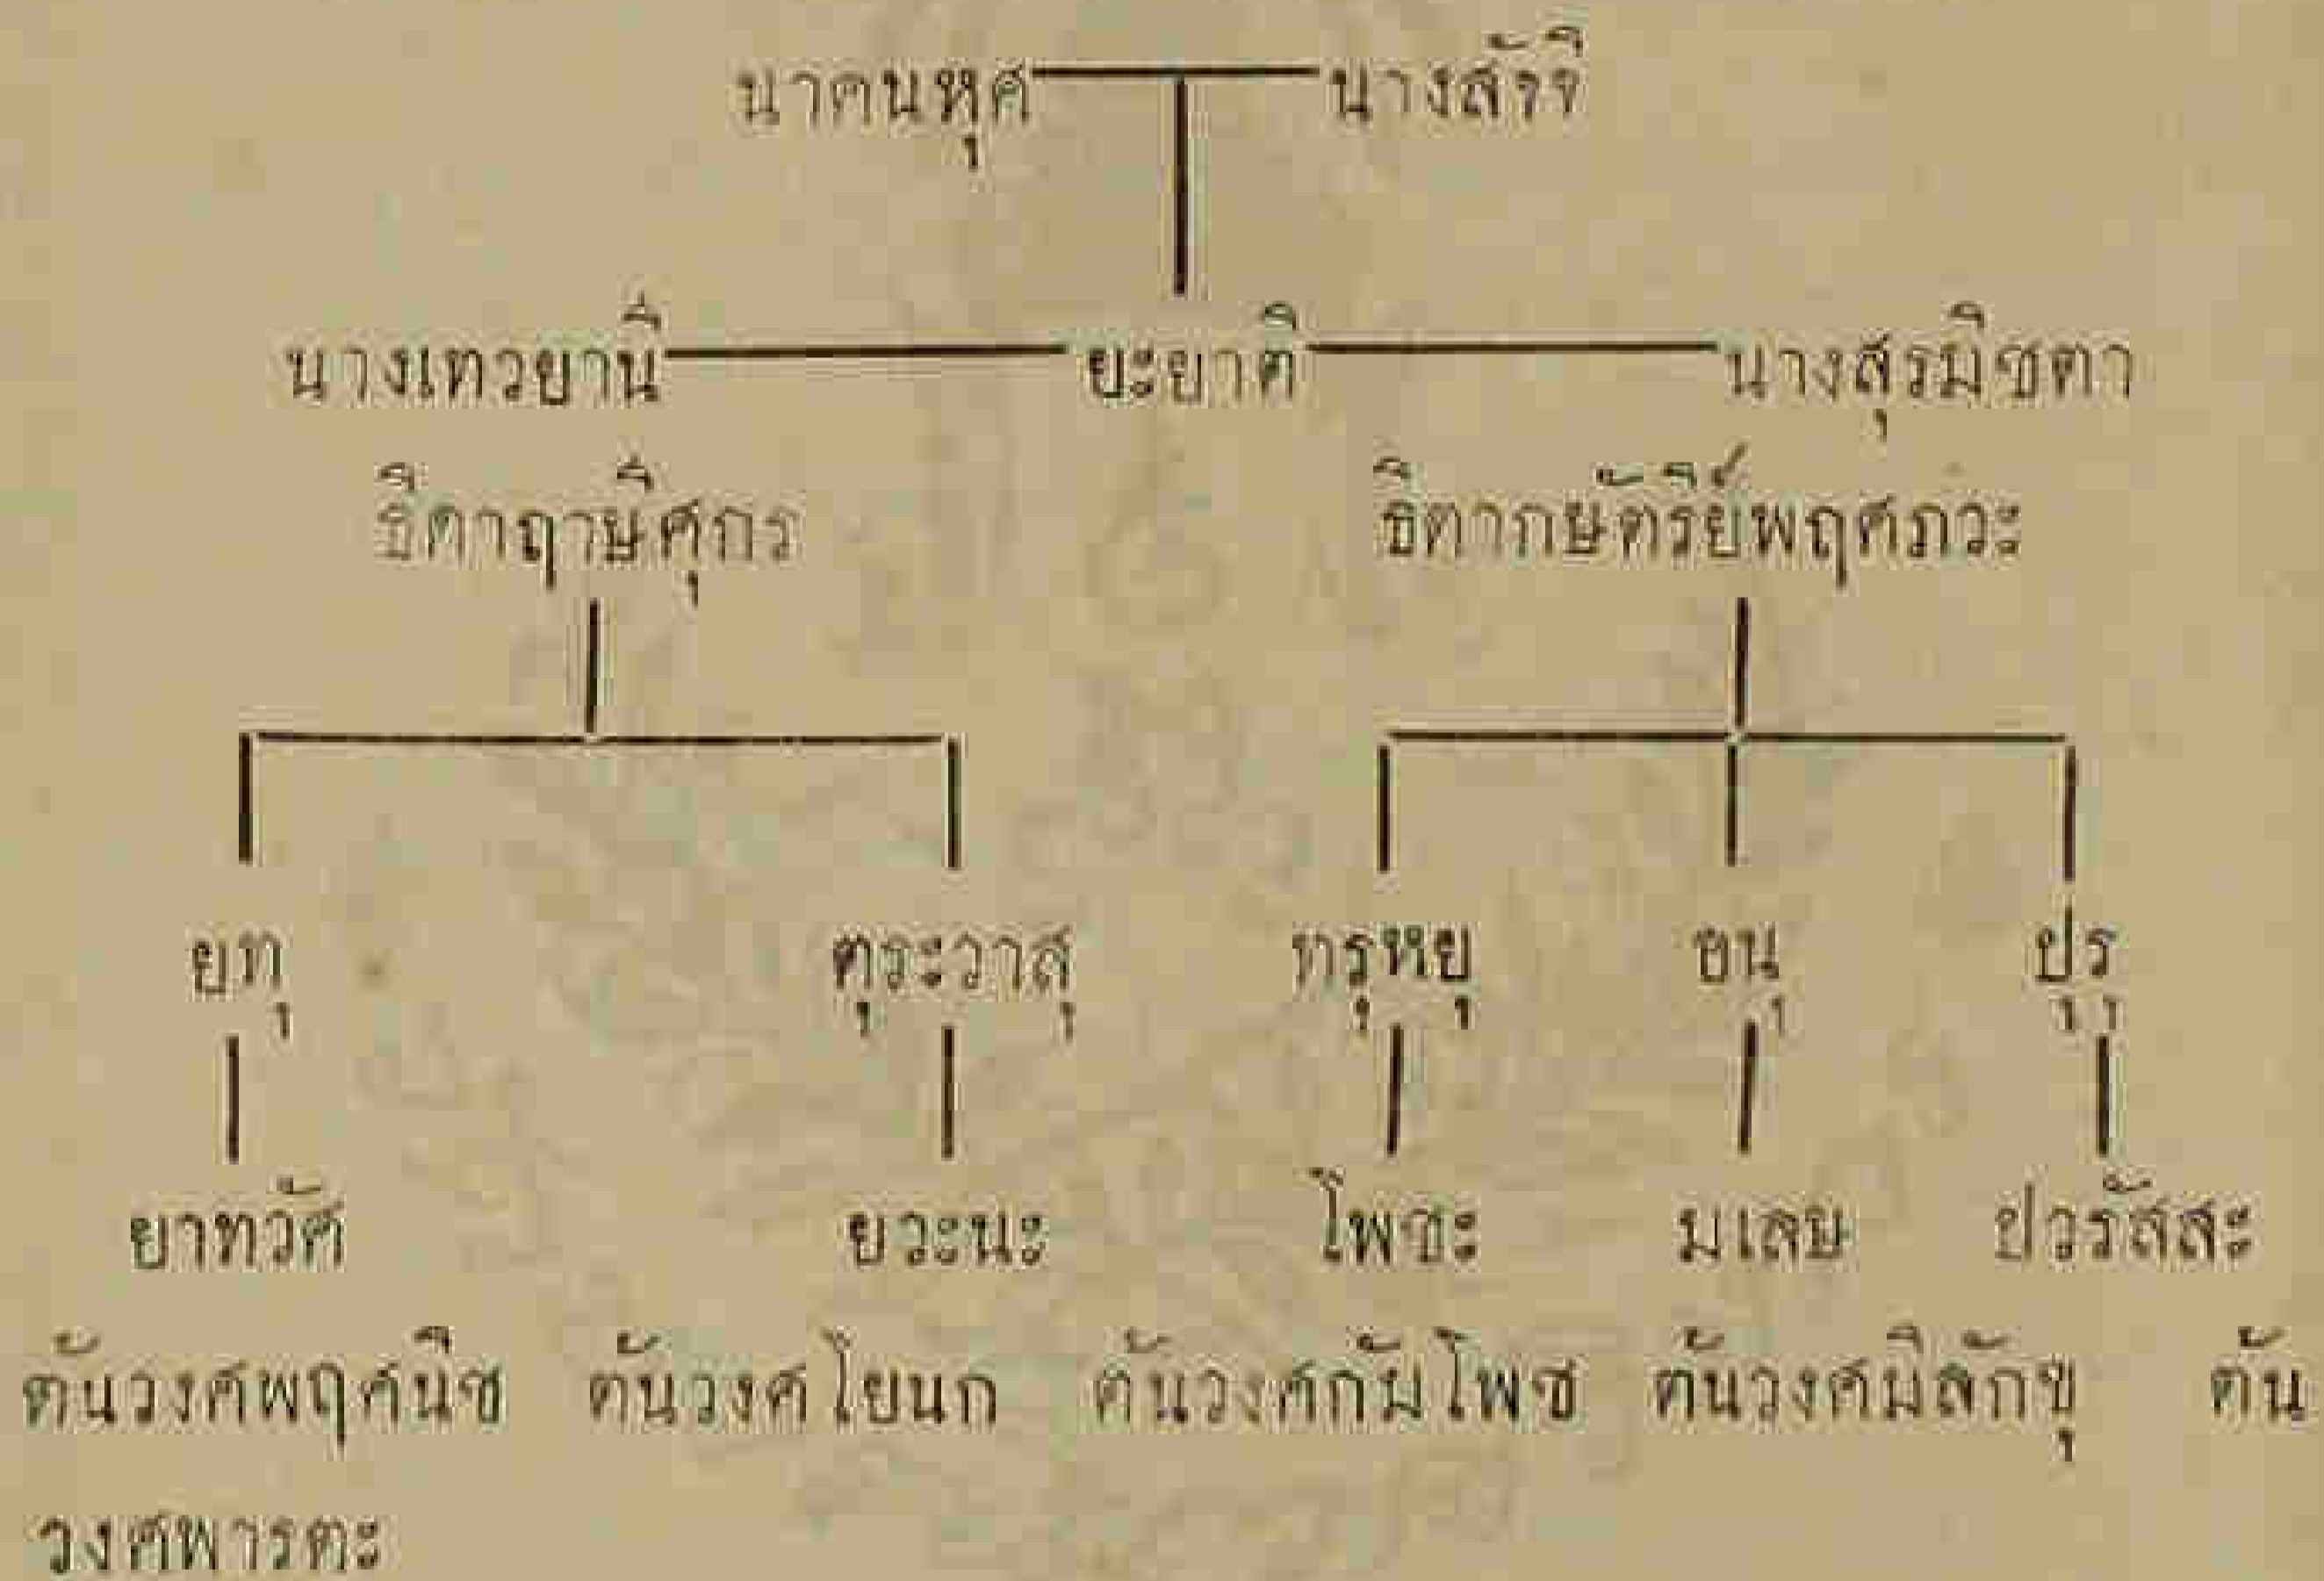 นาคนหุศ นางสัรจี
นางเทวยานี ยะยาติ นางสุรมิชตา
ธิดาฤาษีศุกร ธิดากษัตริย์พฤศภวะ
ยทุ ตุระวาสุ ทรุหยุ อนุ ปุรุ
ยาทวัศ ยวะนะ โพชะ มเลษ ปวรัสสะ
ต้นวงศพฤศนิช ต้นวงศโยนก ต้นวงศกัมโพช ต้นวงศมิลักขุ ต้น
วงศพารตะ